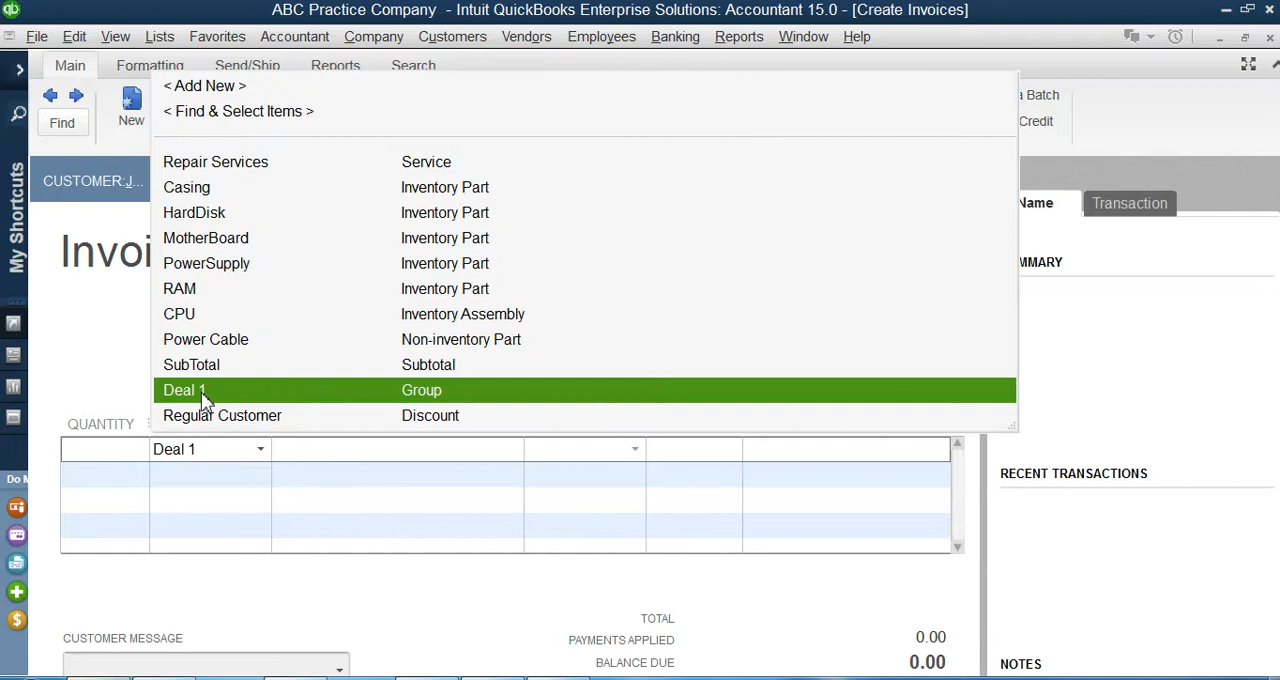 ABC Practice Company - Intuit QuickBooks Enterprise Solutions: Accountant 15.0 - [Create Invoices]
File Edit View Lists Favorites Accountant Company Customers Vendors Employees Banking Reports Window Help
Main Formatting Send/Ship Reports Search
< Add New >
< Find & Select Items >
a Batch
Find New Credit
Repair Services Service
Casing Inventory Part
HardDisk Inventory Part
MotherBoard Inventory Part
PowerSupply Inventory Part
RAM Inventory Part
CPU Inventory Assembly
Power Cable Non-inventory Part
SubTotal Subtotal
Deal 1 Group
Regular Customer Discount
My Shortcuts
CUSTOMER:J...
Name Transaction
Invoi
MMARY
QUANTITY
Deal 1
RECENT TRANSACTIONS
Do M
TOTAL
CUSTOMER MESSAGE
PAYMENTS APPLIED 0.00
BALANCE DUE 0.00
NOTES